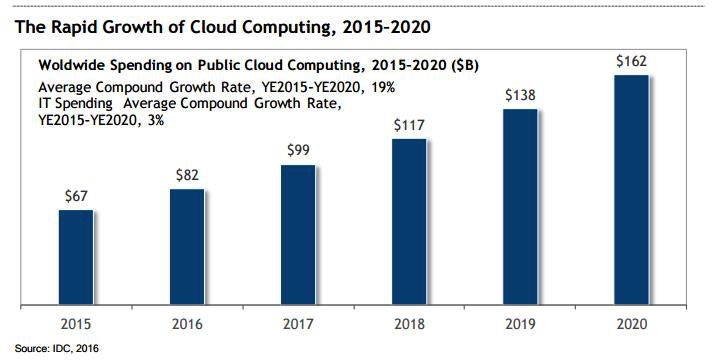 The Rapid Growth of Cloud Computing, 2015–2020
Woldwide Spending on Public Cloud Computing, 2015–2020 ($B)
Average Compound Growth Rate, YE2015–YE2020, 19%
IT Spending Average Compound Growth Rate,
YE2015–YE2020, 3%
$67
$82
$99
$117
$138
$162
2015 2016 2017 2018 2019 2020
Source: IDC, 2016